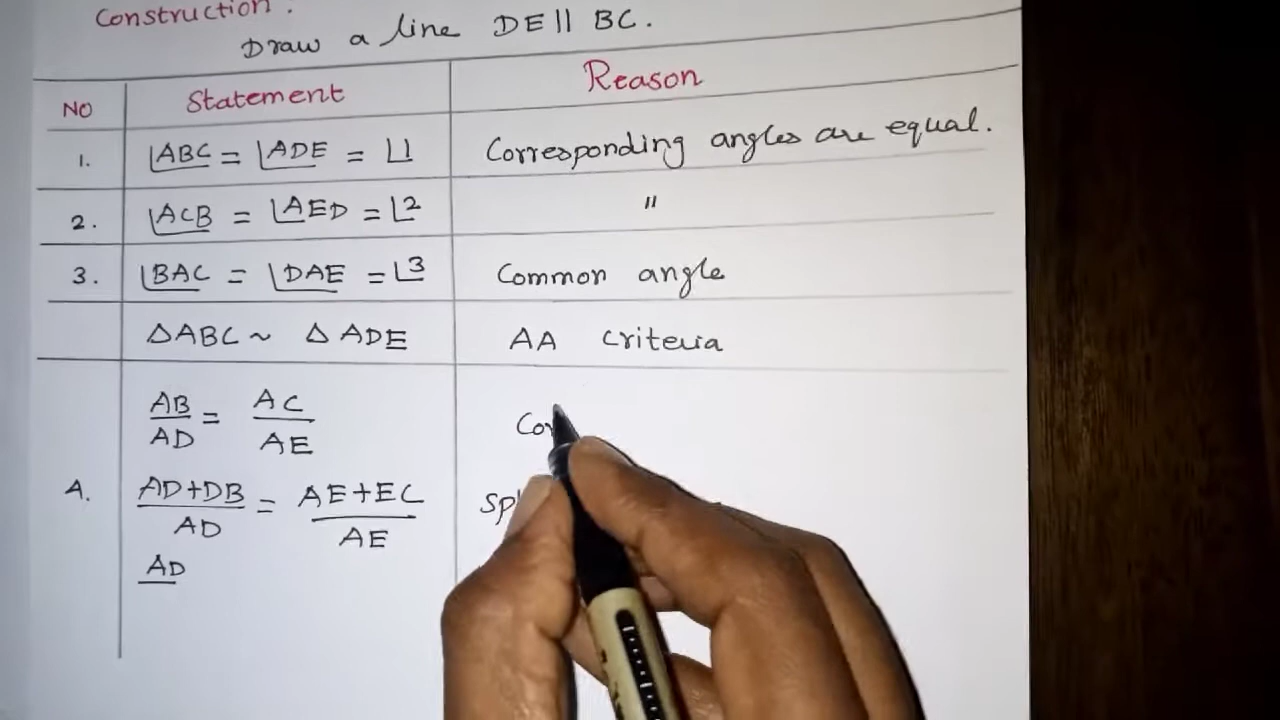 Construction:
Draw a line DE || BC.
NO Statement Reason
1. ∠ABC = ∠ADE = ∠1 Corresponding angles are equal.
2. ∠ACB = ∠AED = ∠2 "
3. ∠BAC = ∠DAE = ∠3 Common angle
ΔABC ~ ΔADE AA criteria
AB/AD = AC/AE
4. AD+DB/AD = AE+EC/AE
AD